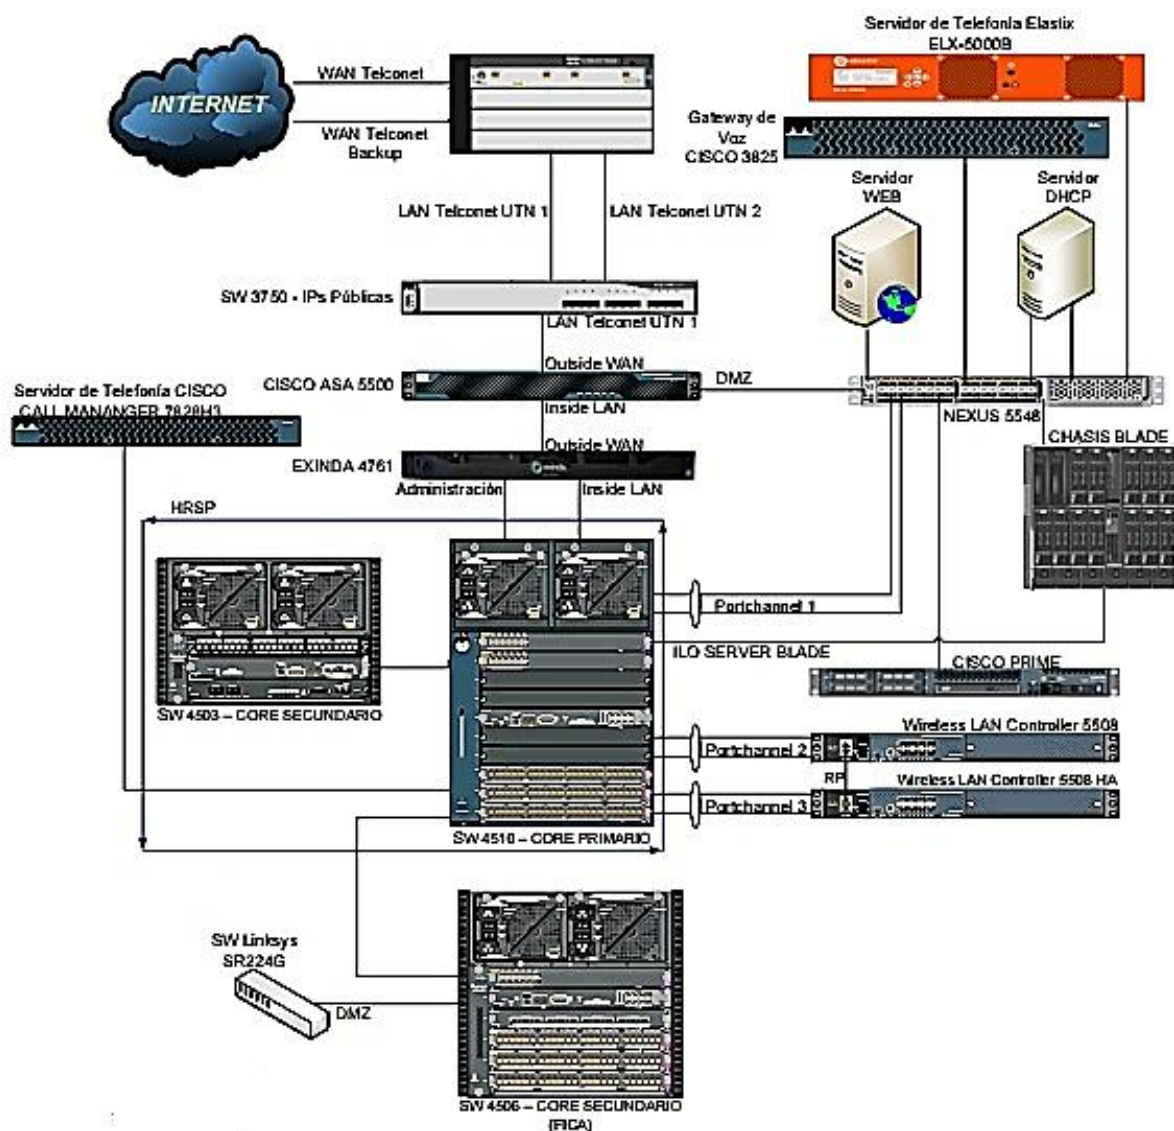 Servidor de Telefonía Elastix
ELX-5000B
INTERNET
WAN Telconet
WAN Telconet
Backup
Gateway de
Voz
CISCO 3825
Servidor
WEB
Servidor
DHCP
LAN Telconet UTN 1
LAN Telconet UTN 2
SW 3750 - IPs Públicas
LAN Telconet UTN 1
Outside WAN
CISCO ASA 5500
DMZ
Inside LAN
NEXUS 5548
Servidor de Telefonía CISCO
CALL MANANGER 7828H3
Outside WAN
EXINDA 4761
CHASIS BLADE
Administración
Inside LAN
HRSP
Portchannel 1
ILO SERVER BLADE
CISCO PRIME
SW 4503 – CORE SECUNDARIO
Wireless LAN Controller 5508
Portchannel 2
RP
Wireless LAN Controller 5508 HA
Portchannel 3
SW 4510 – CORE PRIMARIO
SW Linksys
SR224G
DMZ
SW 4506 – CORE SECUNDARIO
(FICA)